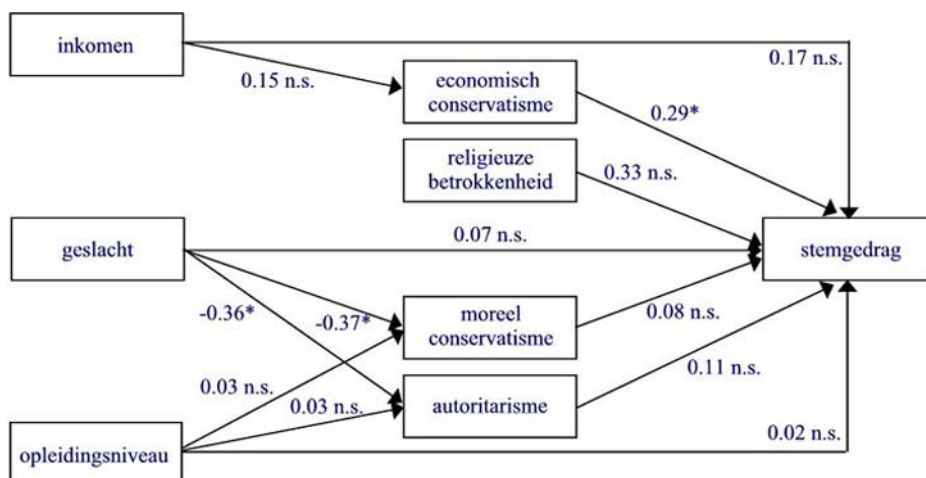 inkomen
0.17 n.s.
0.15 n.s.
economisch
conservatisme
0.29*
religieuze
betrokkenheid
0.33 n.s.
geslacht
0.07 n.s.
stemgedrag
-0.36*
-0.37*
moreel
conservatisme
0.08 n.s.
0.03 n.s.
0.03 n.s.
autoritarisme
0.11 n.s.
opleidingsniveau
0.02 n.s.